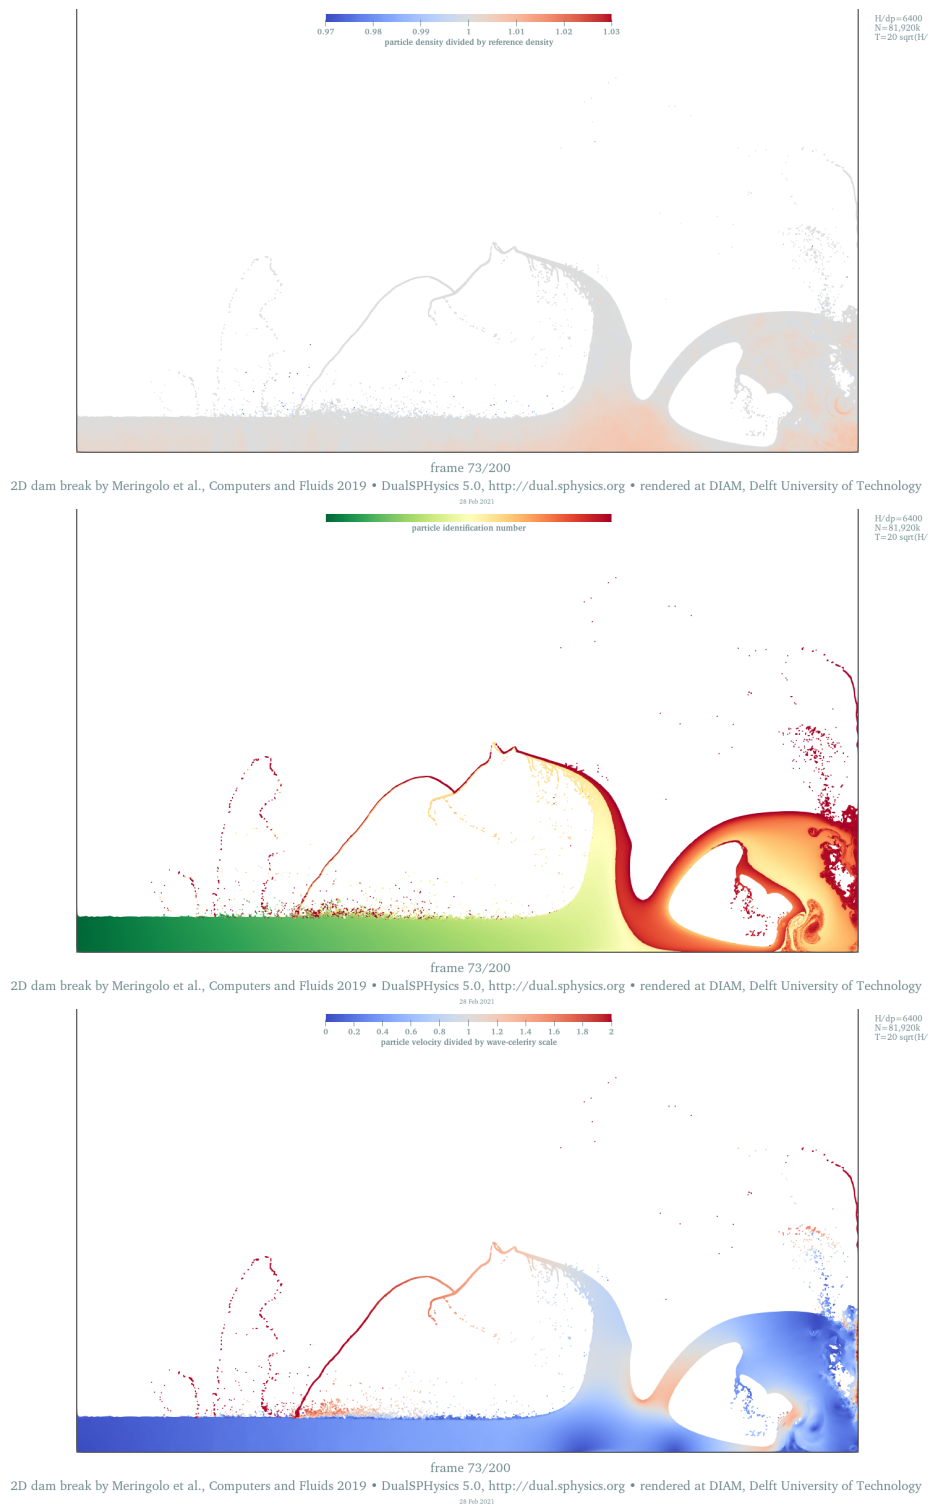 0.97 0.98 0.99 1 1.01 1.02 1.03
particle density divided by reference density
H/dp=6400
N=81,920k
T=20 sqrt(H/
frame 73/200
2D dam break by Meringolo et al., Computers and Fluids 2019 • DualSPHysics 5.0, http://dual.sphysics.org • rendered at DIAM, Delft University of Technology
28 Feb 2021
particle identification number
H/dp=6400
N=81,920k
T=20 sqrt(H/
frame 73/200
2D dam break by Meringolo et al., Computers and Fluids 2019 • DualSPHysics 5.0, http://dual.sphysics.org • rendered at DIAM, Delft University of Technology
28 Feb 2021
0 0.2 0.4 0.6 0.8 1 1.2 1.4 1.6 1.8 2
particle velocity divided by wave-celerity scale
H/dp=6400
N=81,920k
T=20 sqrt(H/
frame 73/200
2D dam break by Meringolo et al., Computers and Fluids 2019 • DualSPHysics 5.0, http://dual.sphysics.org • rendered at DIAM, Delft University of Technology
28 Feb 2021